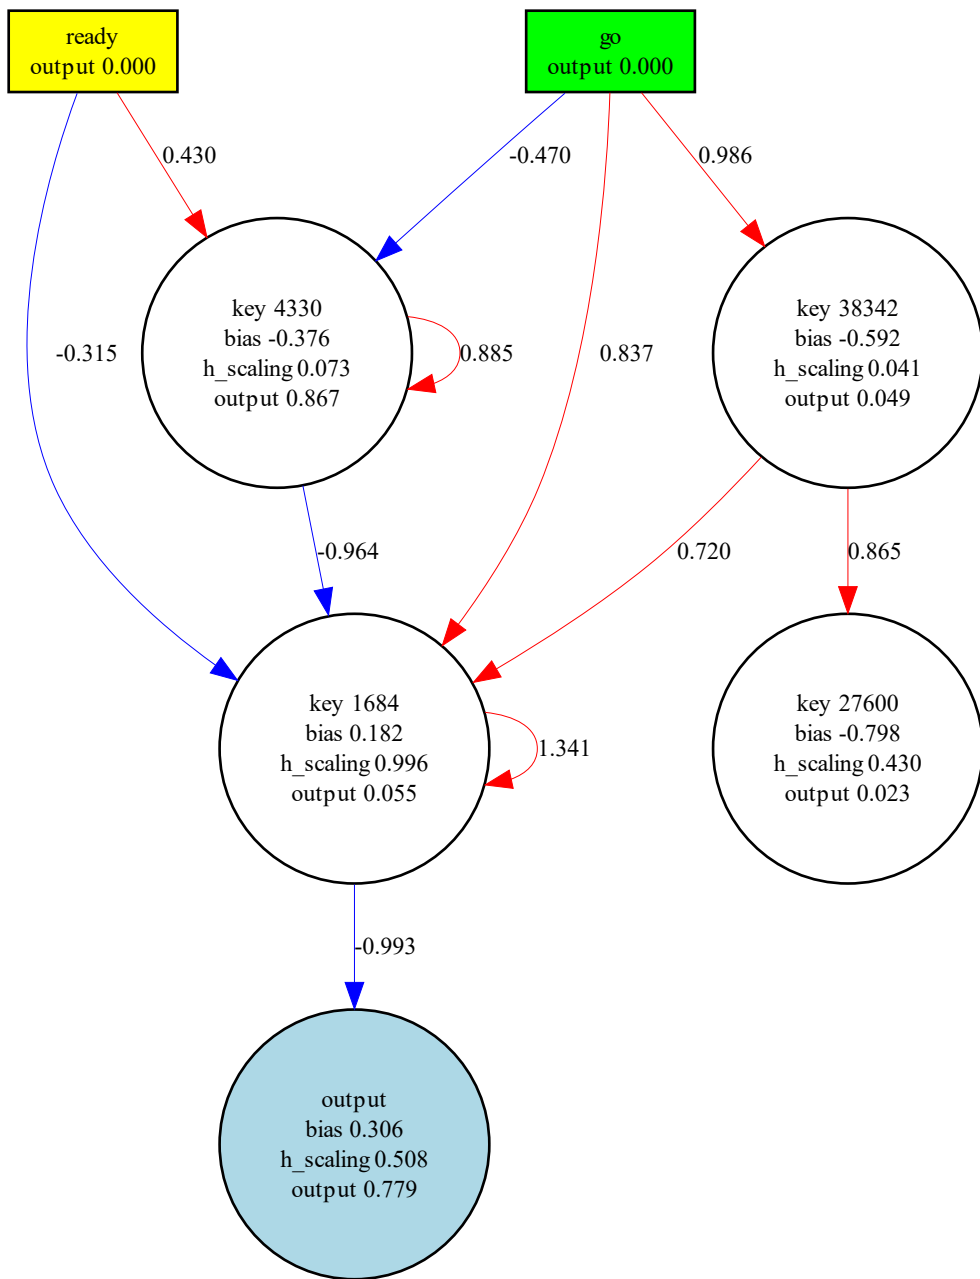 ready
output 0.000
go
output 0.000
0.430
-0.470
0.986
key 4330
bias -0.376
h_scaling 0.073
output 0.867
key 38342
bias -0.592
h_scaling 0.041
output 0.049
-0.315
0.885
0.837
-0.964
0.720
0.865
key 1684
bias 0.182
h_scaling 0.996
output 0.055
1.341
key 27600
bias -0.798
h_scaling 0.430
output 0.023
-0.993
output
bias 0.306
h_scaling 0.508
output 0.779